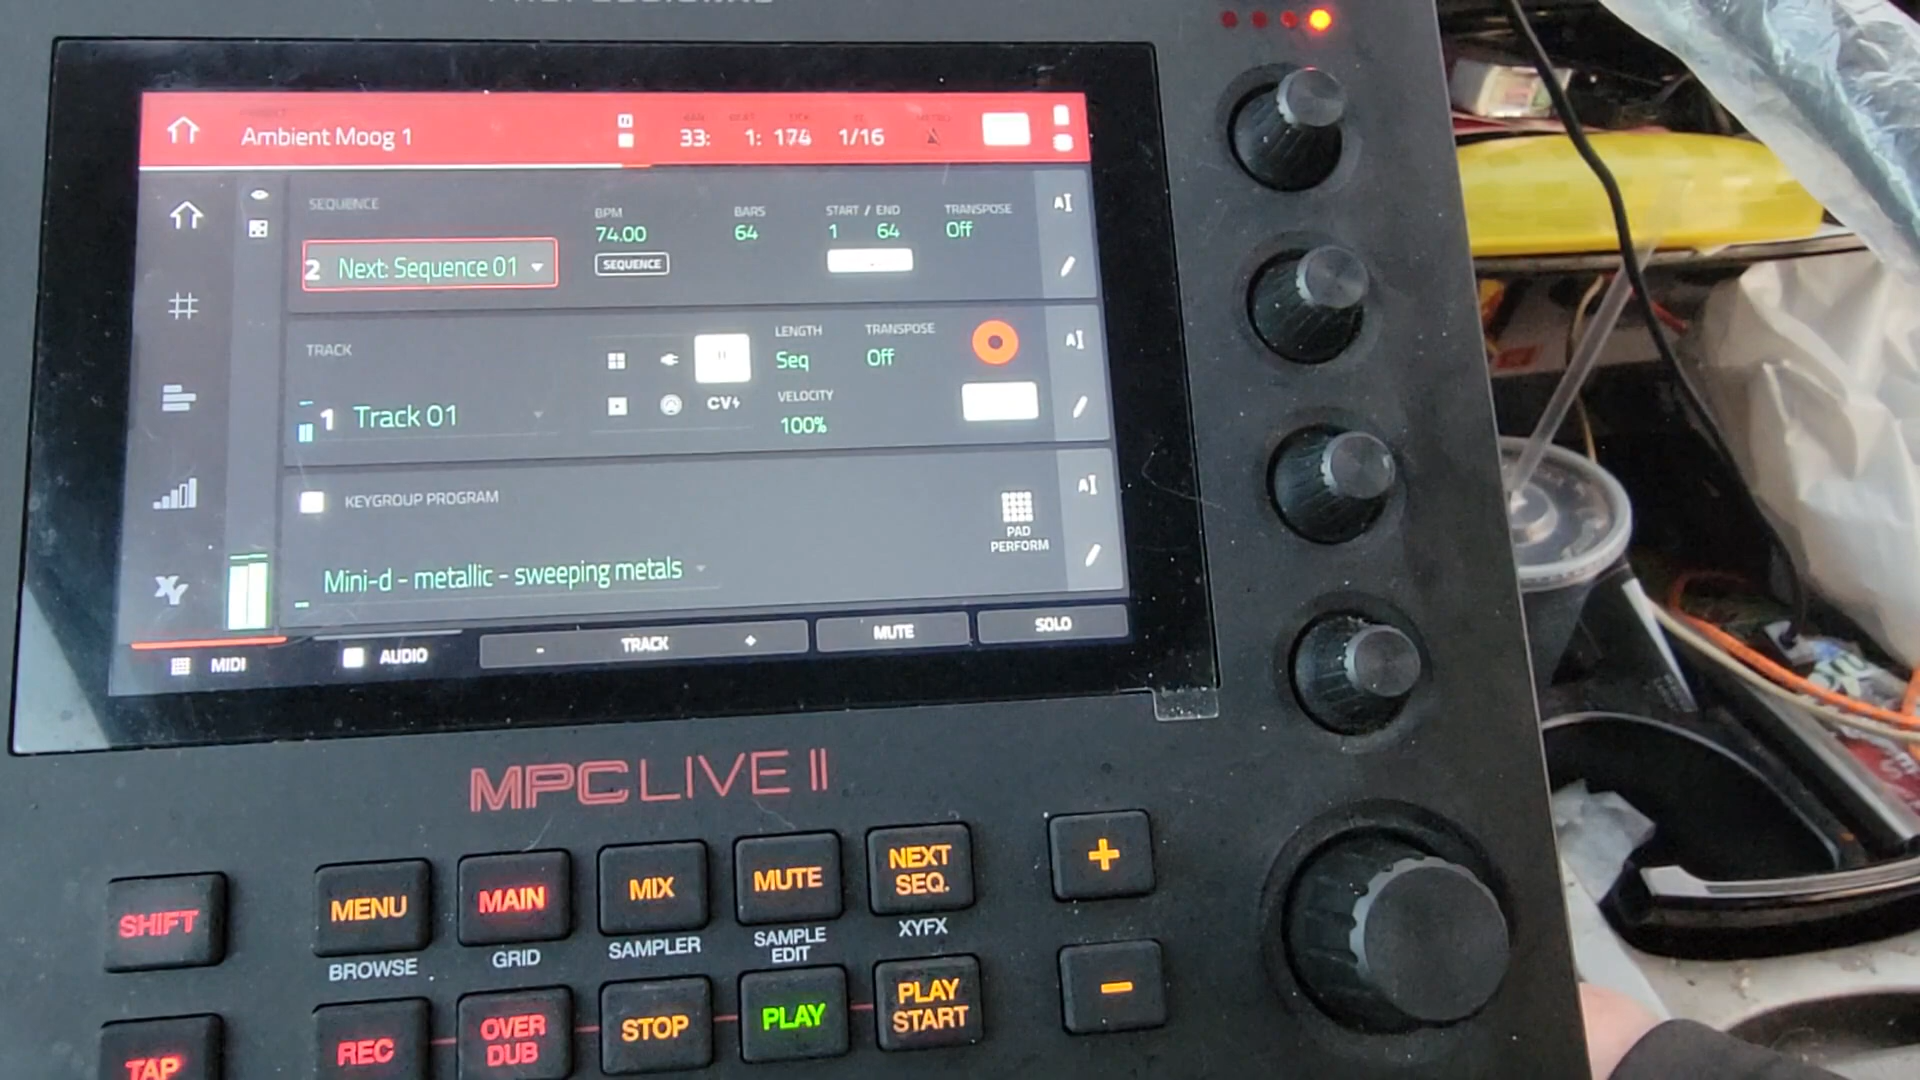 Ambient Moog 1
33: 1: 174 1/16
SEQUENCE
2 Next: Sequence 01
BPM
74.00
SEQUENCE
BARS
64
START / END
1 64
TRANSPOSE
Off
TRACK
1 Track 01
CV
LENGTH
Seq
TRANSPOSE
Off
VELOCITY
100%
KEYGROUP PROGRAM
Mini-d - metallic - sweeping metals
PAD
PERFORM
MIDI
AUDIO
- TRACK +
MUTE
SOLO
MPC LIVE II
SHIFT
MENU
BROWSE
MAIN
GRID
MIX
SAMPLER
MUTE
SAMPLE
EDIT
NEXT
SEQ.
XYFX
+
TAP
REC
OVER
DUB
STOP
PLAY
PLAY
START
-